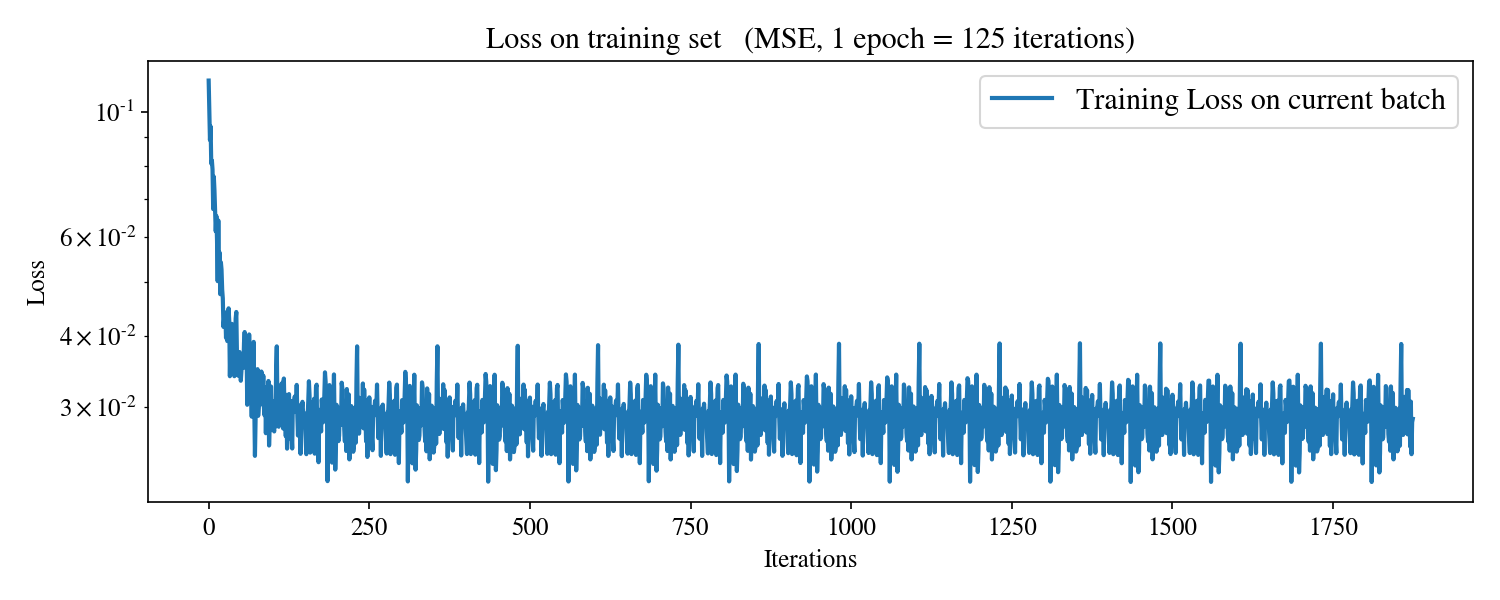 Loss on training set (MSE, 1 epoch = 125 iterations)
Training Loss on current batch
10⁻¹
6 × 10⁻²
4 × 10⁻²
3 × 10⁻²
Loss
0 250 500 750 1000 1250 1500 1750
Iterations